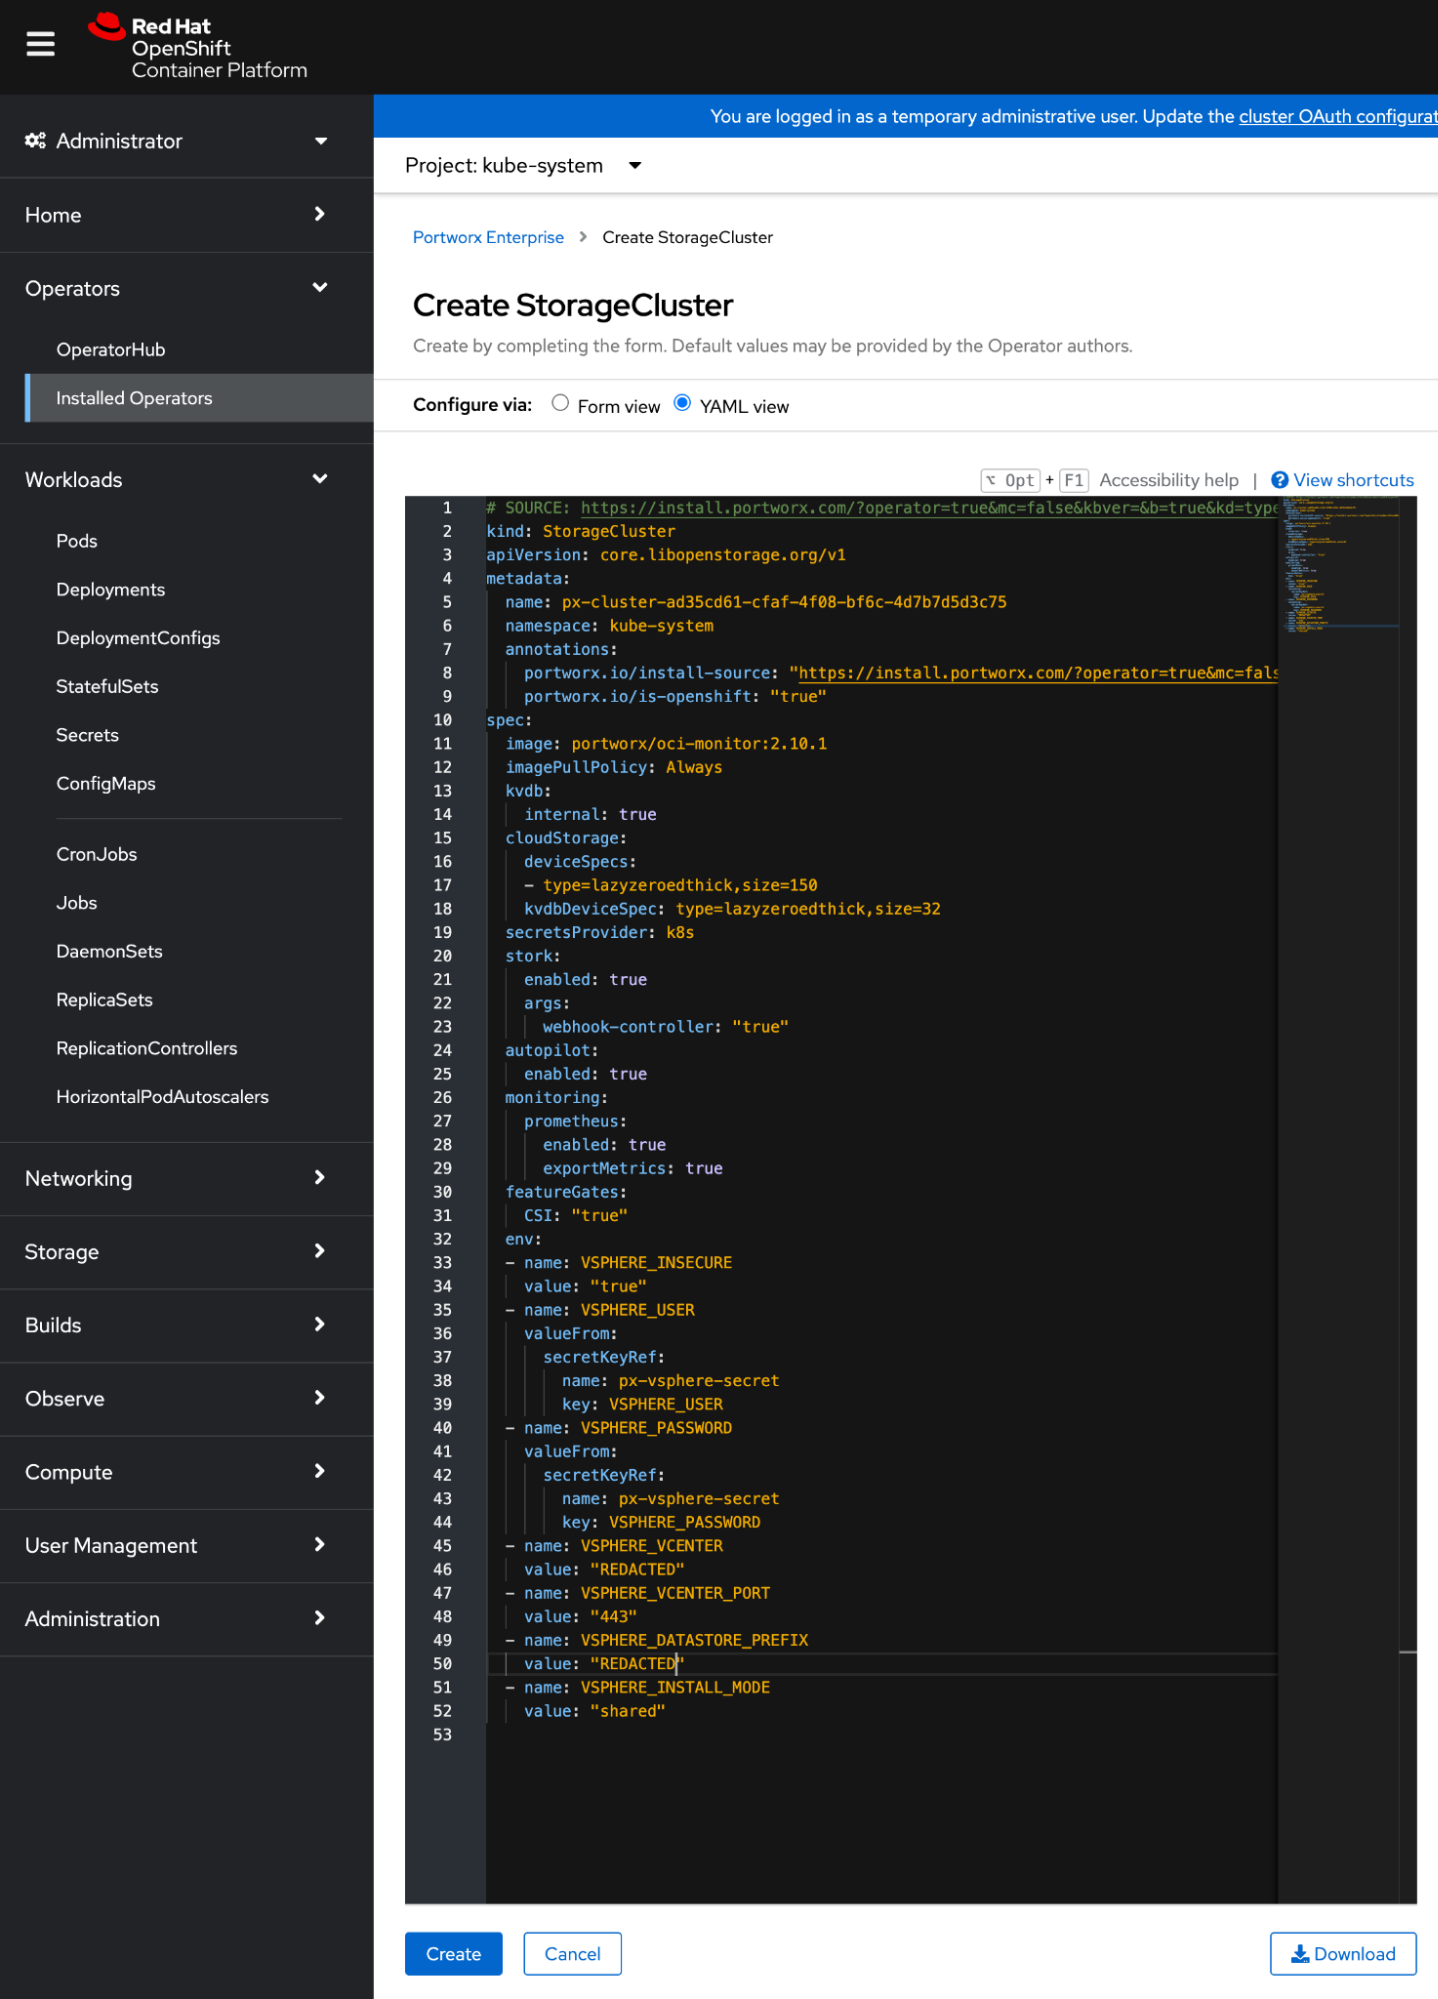 Red Hat
OpenShift
Container Platform
You are logged in as a temporary administrative user. Update the cluster OAuth configurat
Administrator
Home
Operators
OperatorHub
Installed Operators
Workloads
Pods
Deployments
DeploymentConfigs
StatefulSets
Secrets
ConfigMaps
CronJobs
Jobs
DaemonSets
ReplicaSets
ReplicationControllers
HorizontalPodAutoscalers
Networking
Storage
Builds
Observe
Compute
User Management
Administration
Project: kube-system
Portworx Enterprise > Create StorageCluster
Create StorageCluster
Create by completing the form. Default values may be provided by the Operator authors.
Configure via: Form view YAML view
⌥ Opt + F1 Accessibility help | View shortcuts
1 # SOURCE: https://install.portworx.com/?operator=true&mc=false&kbver=&b=true&kd=type
2 kind: StorageCluster
3 apiVersion: core.libopenstorage.org/v1
4 metadata:
5 name: px-cluster-ad35cd61-cfaf-4f08-bf6c-4d7b7d5d3c75
6 namespace: kube-system
7 annotations:
8 portworx.io/install-source: "https://install.portworx.com/?operator=true&mc=fals
9 portworx.io/is-openshift: "true"
10 spec:
11 image: portworx/oci-monitor:2.10.1
12 imagePullPolicy: Always
13 kvdb:
14 internal: true
15 cloudStorage:
16 deviceSpecs:
17 - type=lazyzeroedthick,size=150
18 kvdbDeviceSpec: type=lazyzeroedthick,size=32
19 secretsProvider: k8s
20 stork:
21 enabled: true
22 args:
23 webhook-controller: "true"
24 autopilot:
25 enabled: true
26 monitoring:
27 prometheus:
28 enabled: true
29 exportMetrics: true
30 featureGates:
31 CSI: "true"
32 env:
33 - name: VSPHERE_INSECURE
34 value: "true"
35 - name: VSPHERE_USER
36 valueFrom:
37 secretKeyRef:
38 name: px-vsphere-secret
39 key: VSPHERE_USER
40 - name: VSPHERE_PASSWORD
41 valueFrom:
42 secretKeyRef:
43 name: px-vsphere-secret
44 key: VSPHERE_PASSWORD
45 - name: VSPHERE_VCENTER
46 value: "REDACTED"
47 - name: VSPHERE_VCENTER_PORT
48 value: "443"
49 - name: VSPHERE_DATASTORE_PREFIX
50 value: "REDACTED"
51 - name: VSPHERE_INSTALL_MODE
52 value: "shared"
53
Create
Cancel
Download